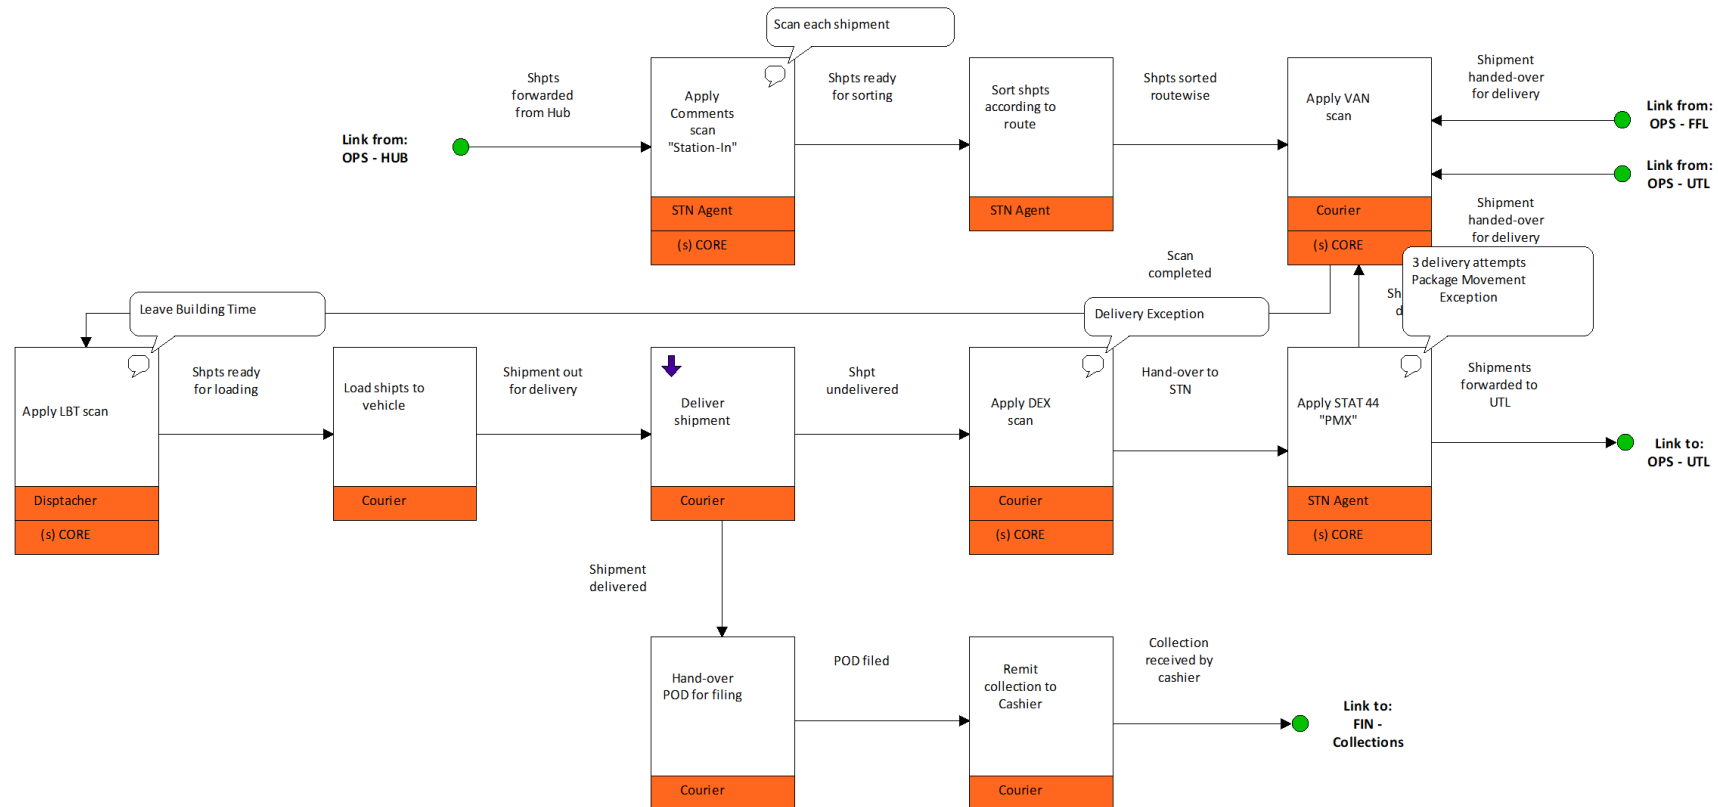 Scan each shipment
Shpts
forwarded
from Hub
Link from:
OPS - HUB
Apply
Comments
scan
"Station-In"
STN Agent
(s) CORE
Shpts ready
for sorting
Sort shpts
according to
route
STN Agent
Shpts sorted
routewise
Apply VAN
scan
Courier
(s) CORE
Shipment
handed-over
for delivery
Link from:
OPS - FFL
Link from:
OPS - UTL
Shipment
handed-over
for delivery
Scan
completed
3 delivery attempts
Package Movement
Exception
Sh
d
Leave Building Time
Delivery Exception
Apply LBT scan
Disptacher
(s) CORE
Shpts ready
for loading
Load shipts to
vehicle
Courier
Shipment out
for delivery
Deliver
shipment
Courier
Shpt
undelivered
Apply DEX
scan
Courier
(s) CORE
Hand-over to
STN
Apply STAT 44
"PMX"
STN Agent
(s) CORE
Shipments
forwarded to
UTL
Link to:
OPS - UTL
Shipment
delivered
Hand-over
POD for filing
Courier
POD filed
Remit
collection to
Cashier
Courier
Collection
received by
cashier
Link to:
FIN -
Collections